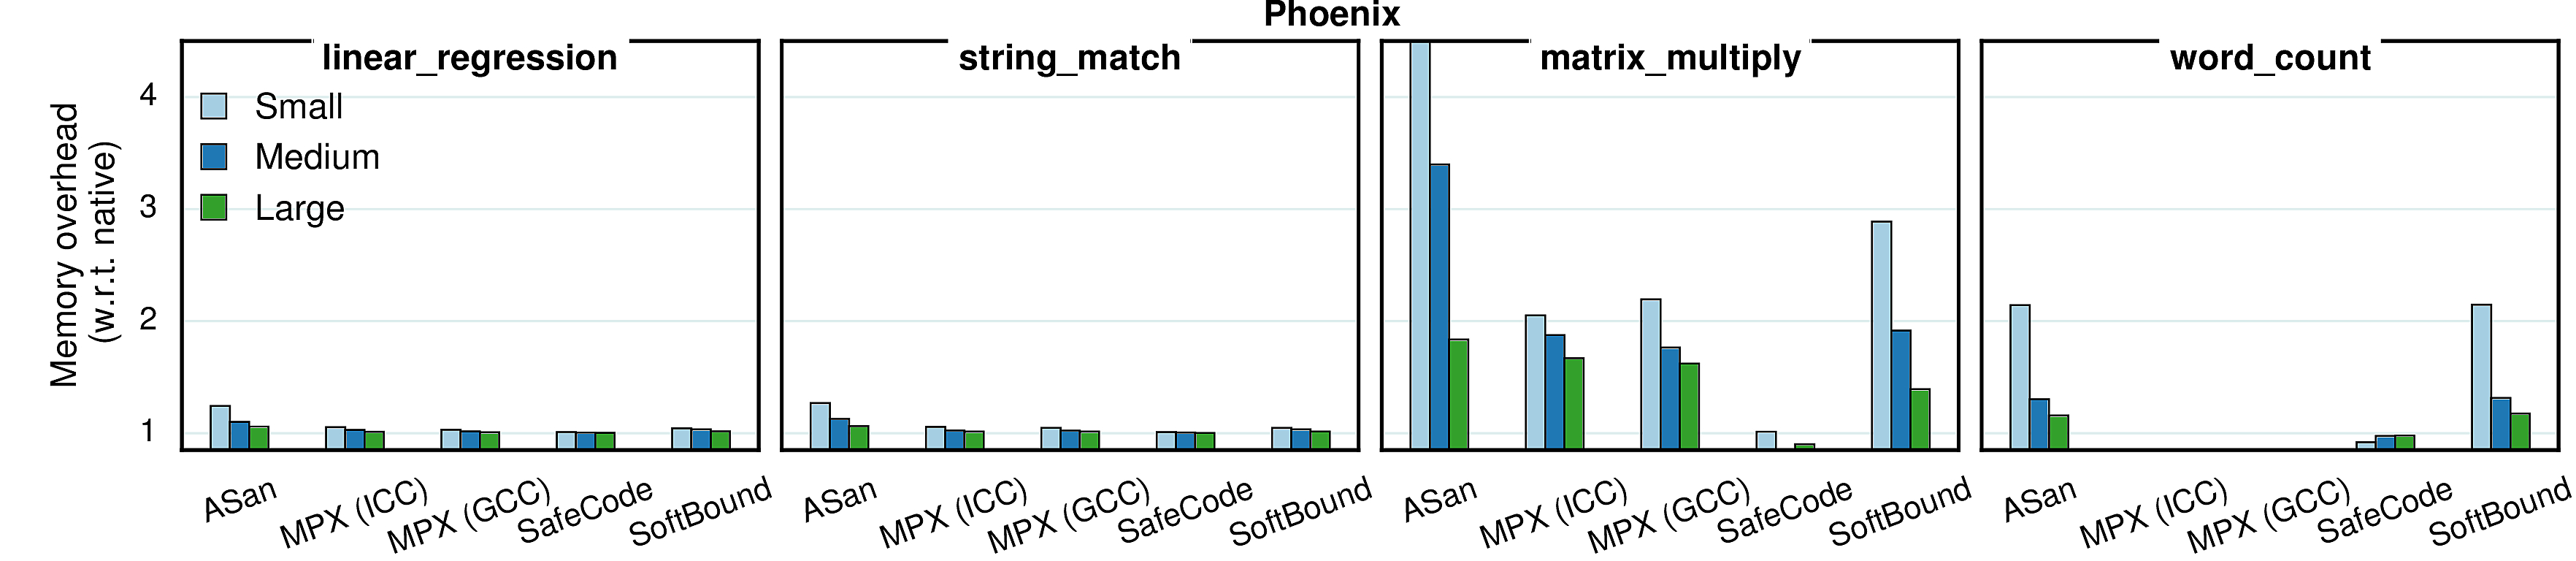 Phoenix
linear_regression
string_match
matrix_multiply
word_count
Memory overhead
(w.r.t. native)
4
3
2
1
Small
Medium
Large
ASan
MPX (ICC)
MPX (GCC)
SafeCode
SoftBound
ASan
MPX (ICC)
MPX (GCC)
SafeCode
SoftBound
ASan
MPX (ICC)
MPX (GCC)
SafeCode
SoftBound
ASan
MPX (ICC)
MPX (GCC)
SafeCode
SoftBound